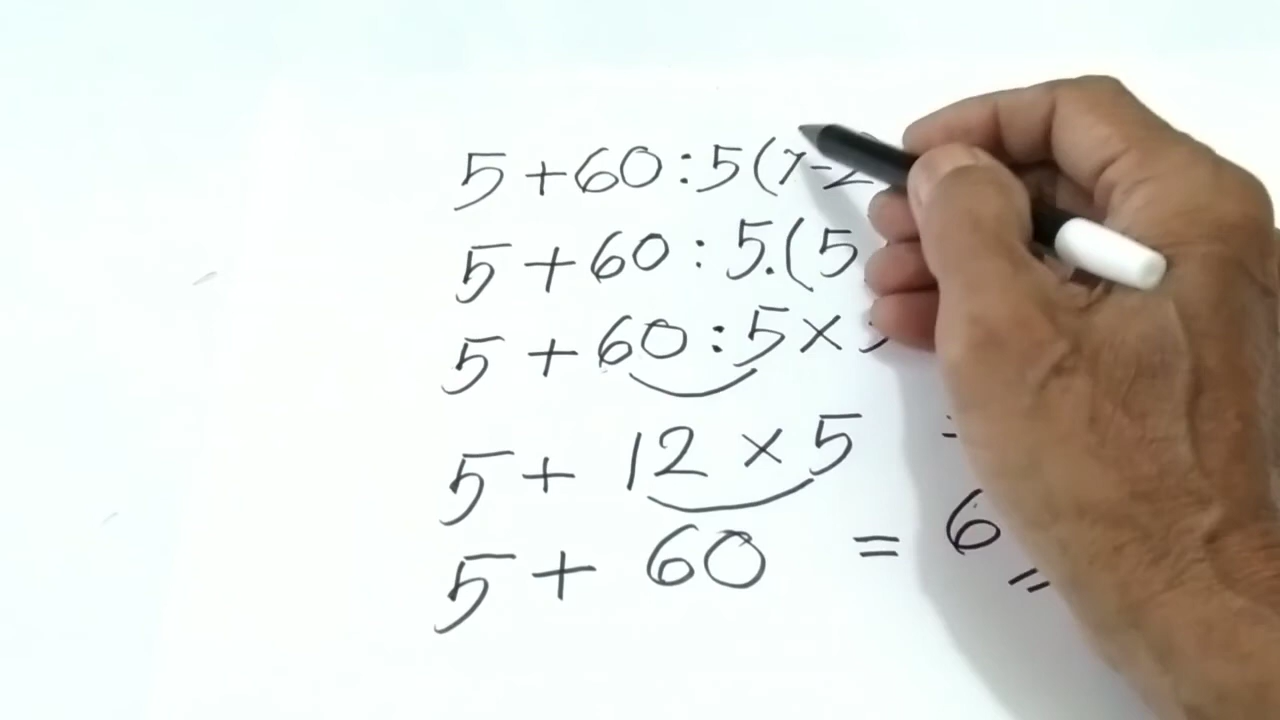 5 + 60 : 5 (7 - 2
5 + 60 : 5 . ( 5
5 + 60 : 5 ×
5 + 12 × 5 =
5 + 60 = 6